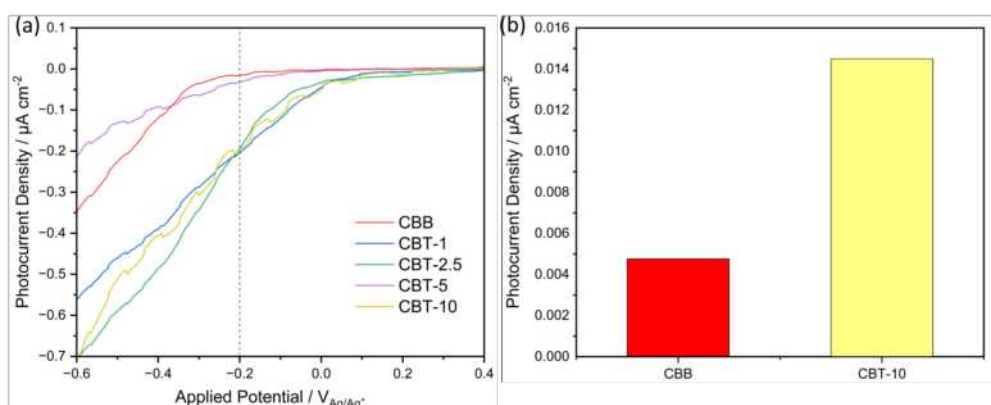 (a)
Photocurrent Density / µA cm⁻²
0.1
0.0
−0.1
−0.2
−0.3
−0.4
−0.5
−0.6
−0.7
CBB
CBT-1
CBT-2.5
CBT-5
CBT-10
−0.6 −0.4 −0.2 0.0 0.2 0.4
Applied Potential / V Ag/Ag⁺
(b)
Photocurrent Density / µA cm⁻²
0.016
0.014
0.012
0.010
0.008
0.006
0.004
0.002
0.000
CBB CBT-10